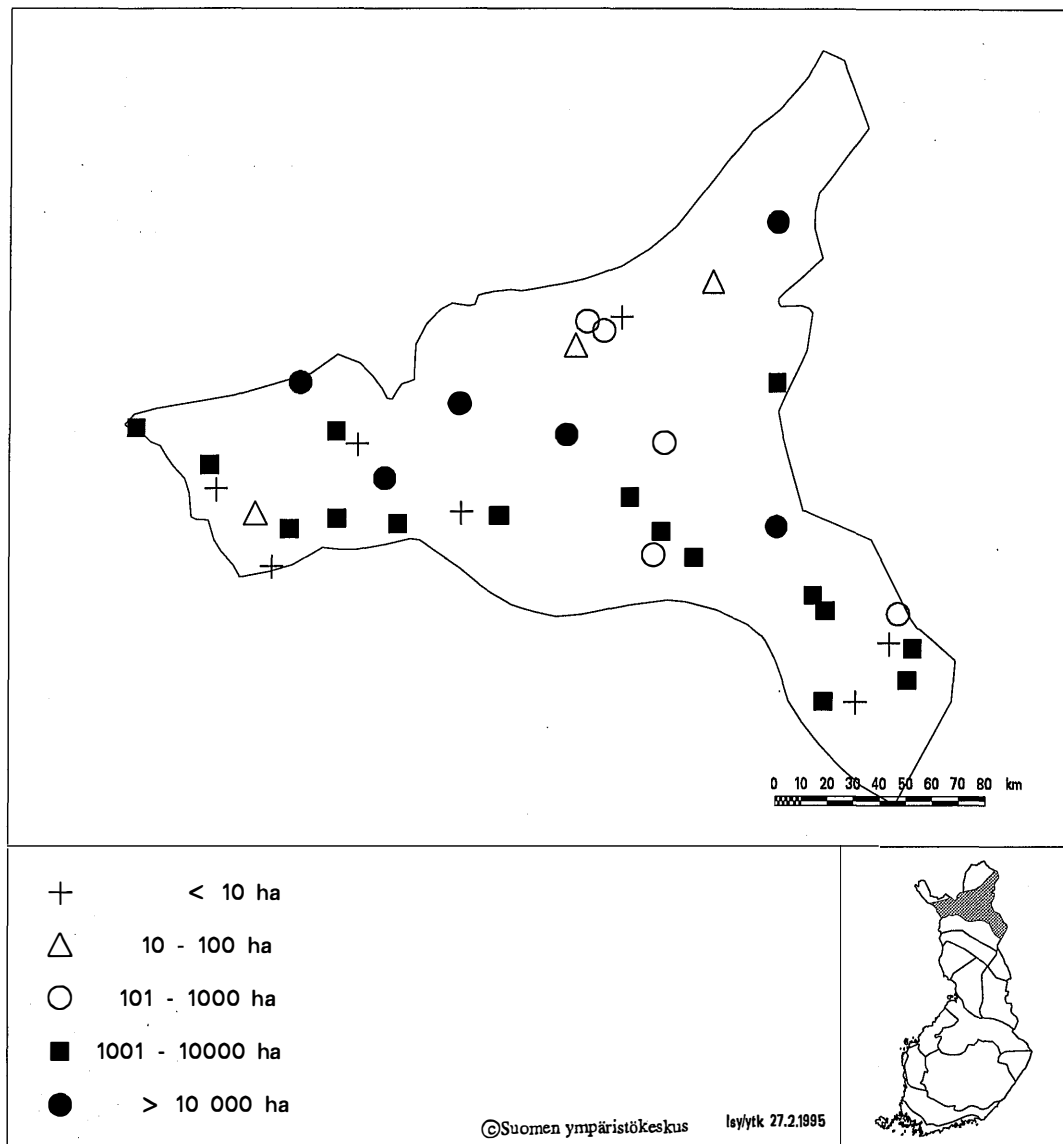 0 10 20 30 40 50 60 70 80 km
< 10 ha
10 - 100 ha
101 - 1000 ha
1001 - 10000 ha
> 10 000 ha
©Suomen ympäristökeskus lsy/ytk 27.2.1995